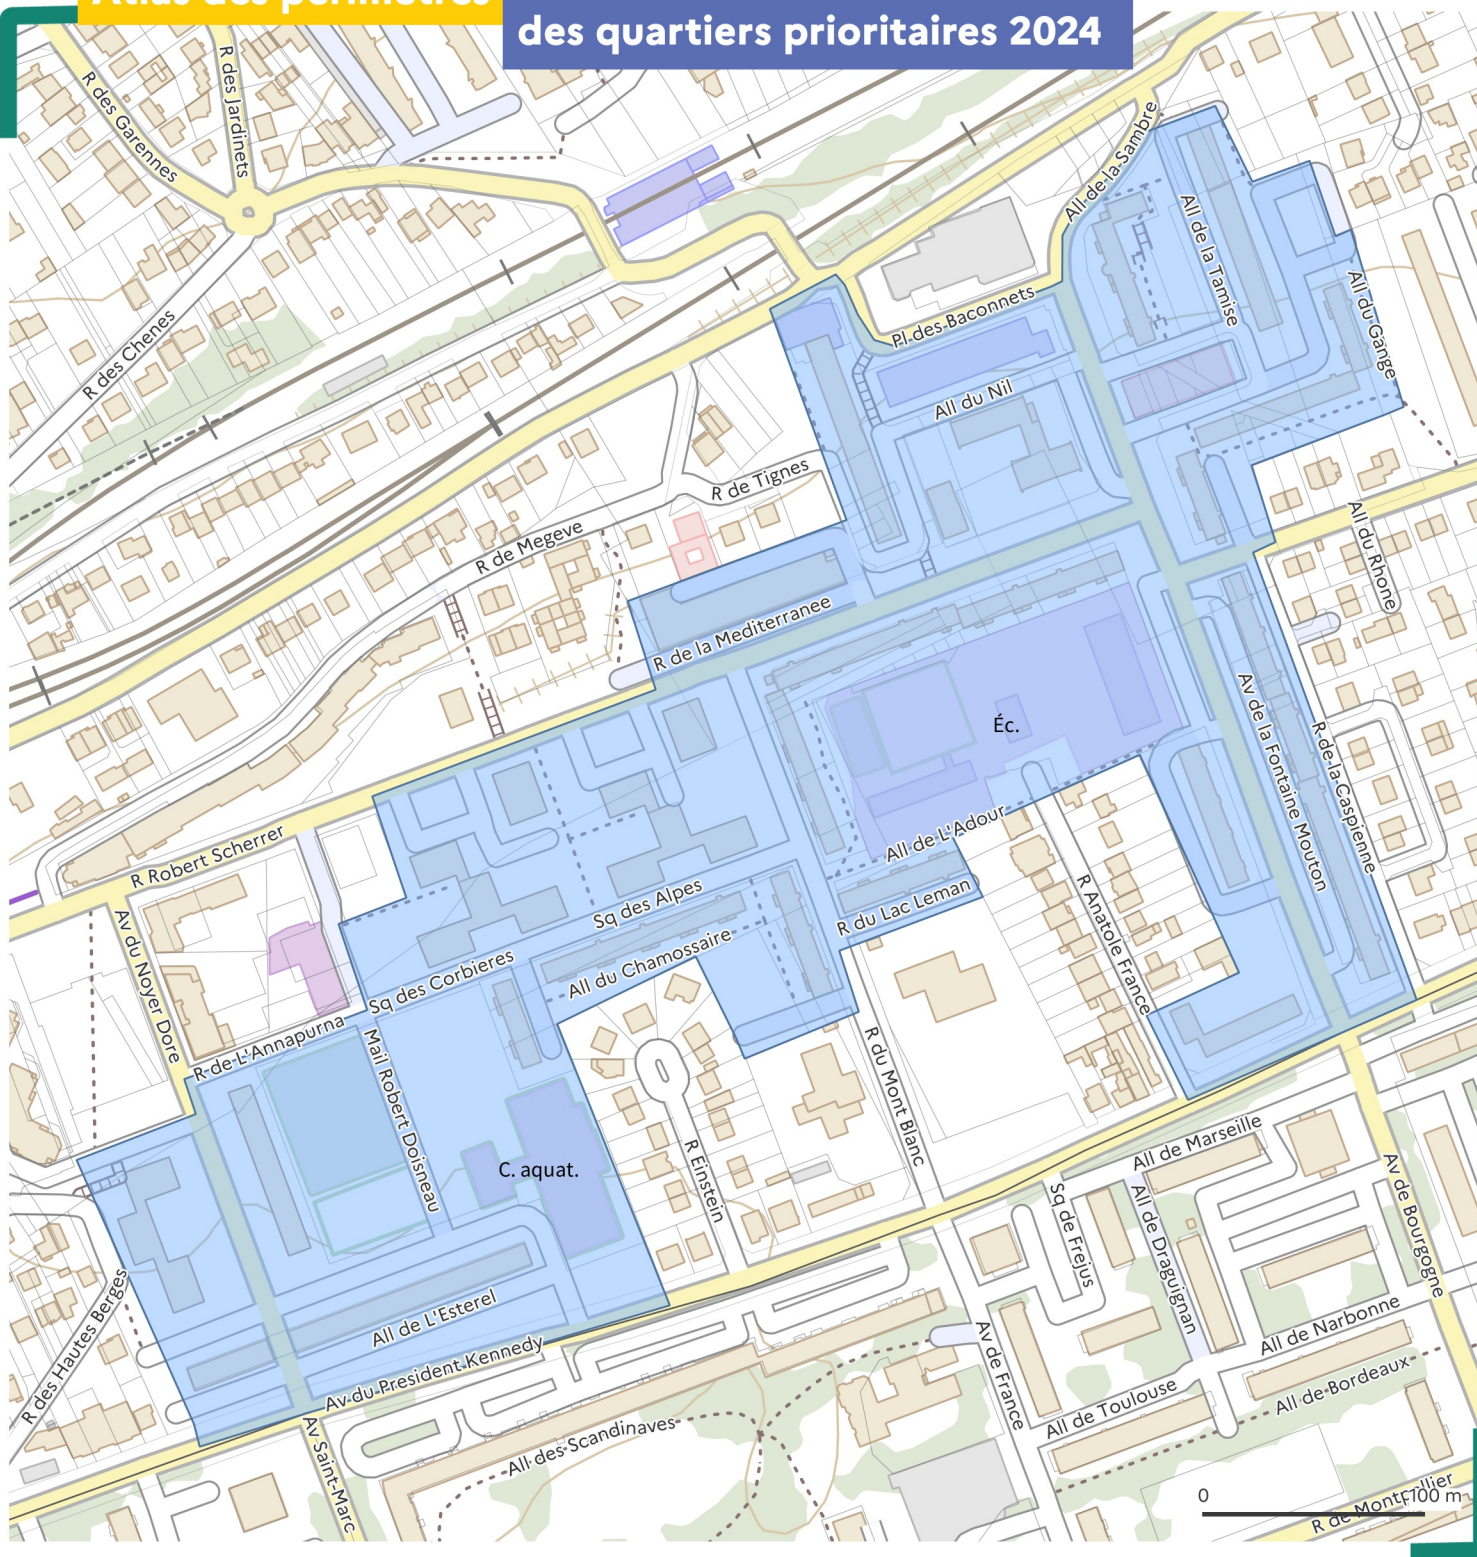 Atlas des périmètres
des quartiers prioritaires 2024
R des Garennes
R des Jardinets
All de la Sambre
All de la Tamise
All du Gange
Pl des Baconnets
R des Chenes
All du Nil
R de Tignes
R de Megeve
All du Rhone
R de la Mediterranee
Éc.
Av de la Fontaine Mouton
R de la Caspienne
R Robert Scherrer
All de L'Adour
R Anatole France
Sq des Alpes
R du Lac Leman
Av du Noyer Dore
All du Chamossaire
Sq des Corbieres
R de L'Annapurna
Mail Robert Doisneau
R du Mont Blanc
C. aquat.
R Einstein
All de Marseille
Sq de Frejus
All de Draguignan
Av de Bourgogne
R des Hautes Berges
All de L'Esterel
Av du President Kennedy
Av de France
All de Narbonne
All de Bordeaux
All de Toulouse
Av Saint-Marc
All des Scandinaves
R de Montpellier
0 100 m